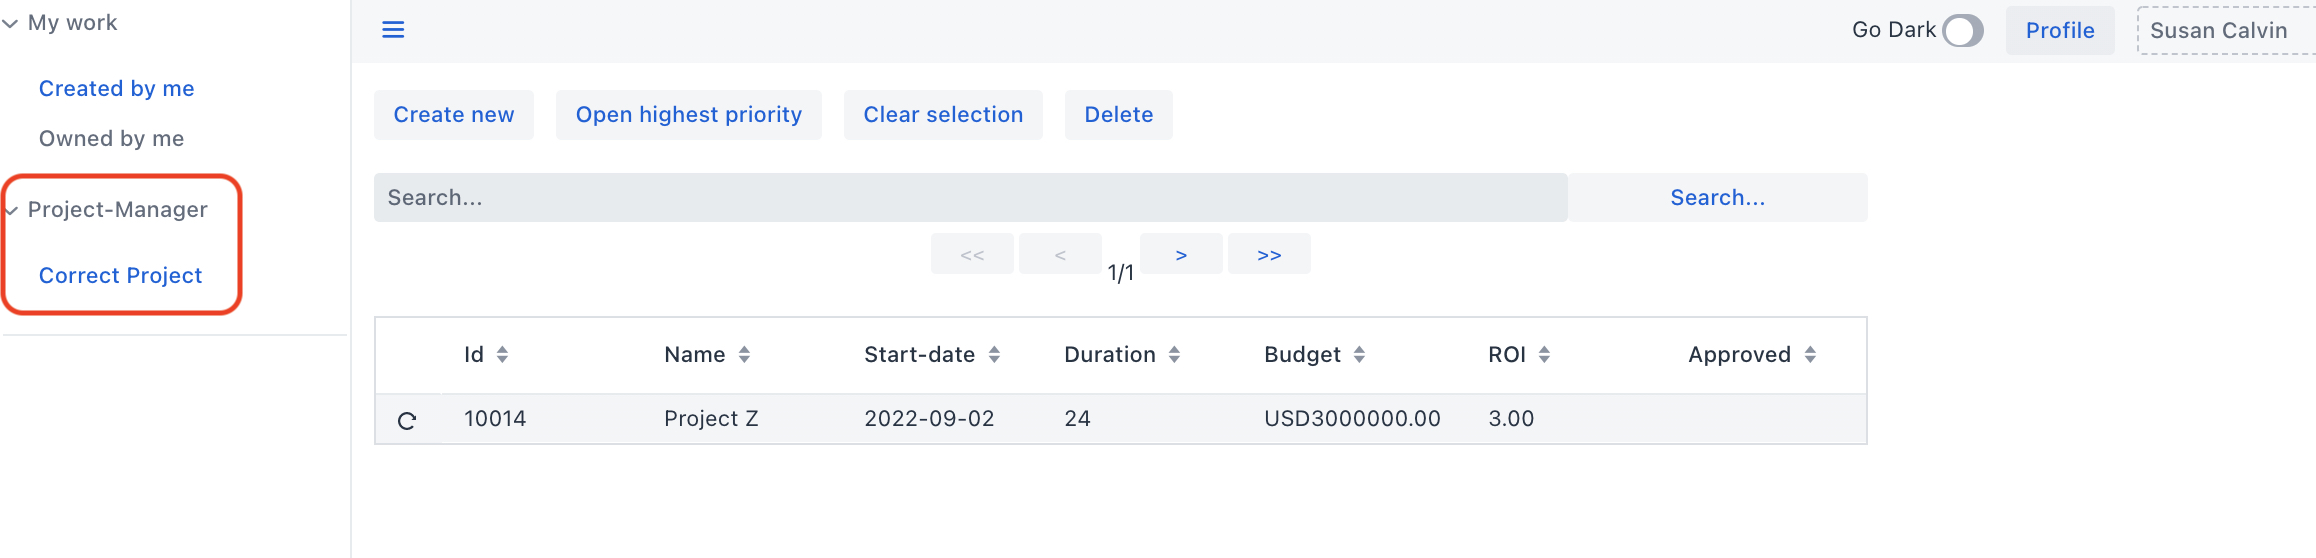 My work
Created by me
Owned by me
Project-Manager
Correct Project
Go Dark Profile Susan Calvin
Create new Open highest priority Clear selection Delete
Search... Search...
<< < 1/1 > >>
Id Name Start-date Duration Budget ROI Approved
10014 Project Z 2022-09-02 24 USD3000000.00 3.00